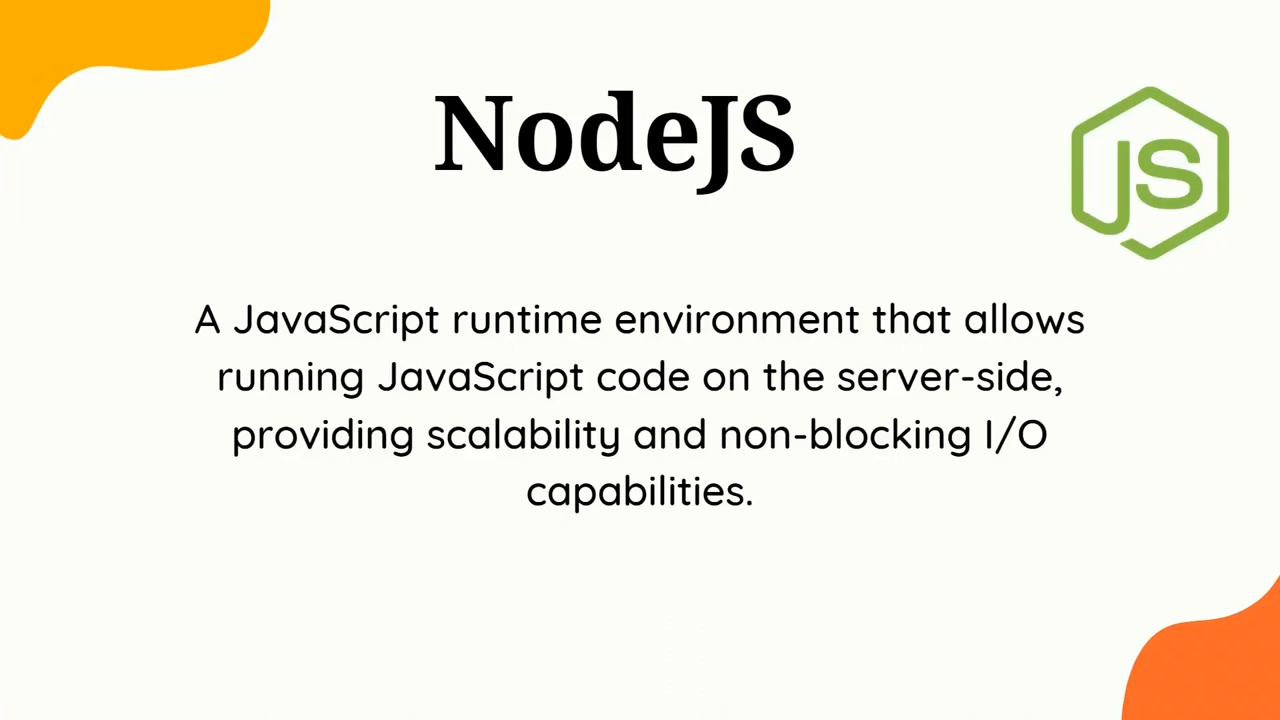 NodeJS
JS
A JavaScript runtime environment that allows
running JavaScript code on the server-side,
providing scalability and non-blocking I/O
capabilities.